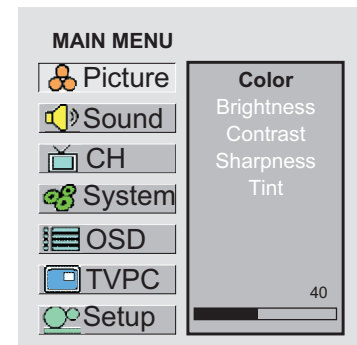 MAIN MENU
Picture
Sound
CH
System
OSD
TVPC
Setup
Color
Brightness
Contrast
Sharpness
Tint
40